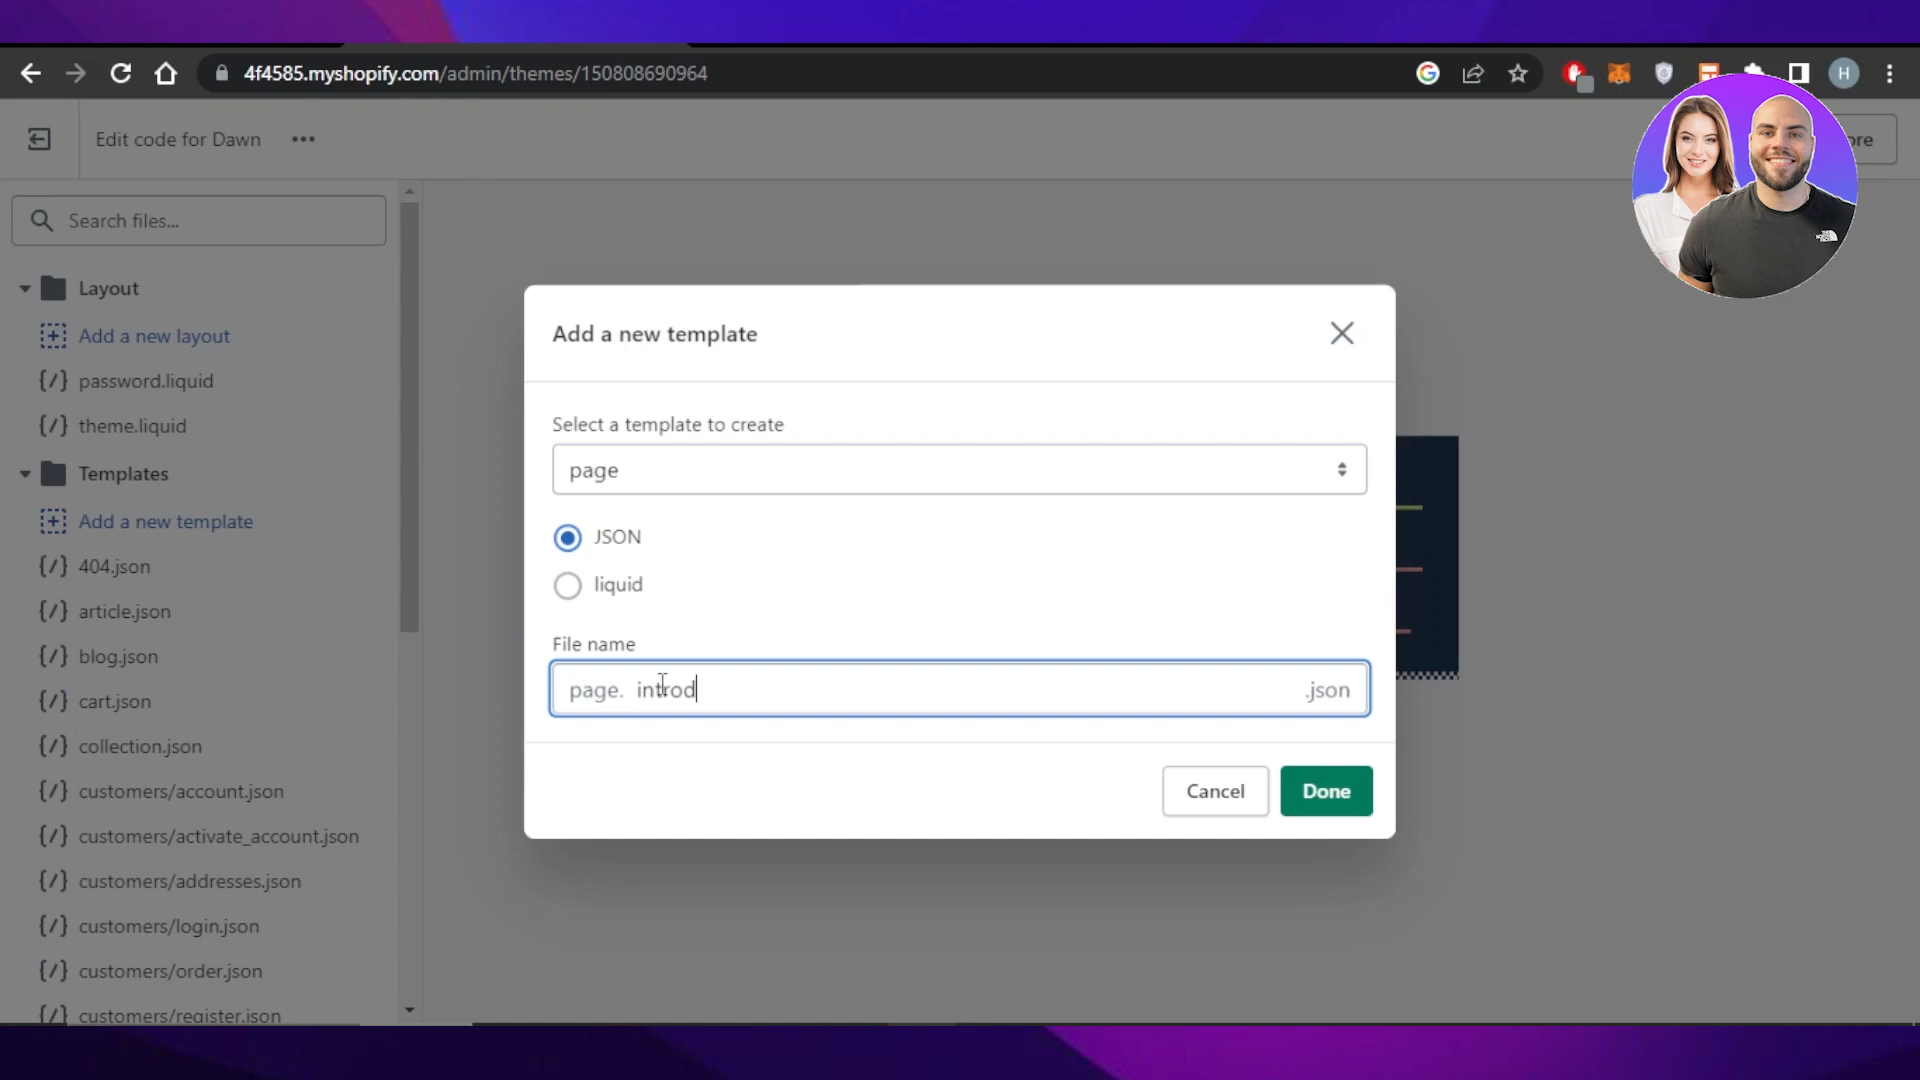 4f4585.myshopify.com/admin/themes/150808690964
H
Edit code for Dawn
Search files...
Layout
Add a new layout
{/} password.liquid
{/} theme.liquid
Templates
Add a new template
{/} 404.json
{/} article.json
{/} blog.json
{/} cart.json
{/} collection.json
{/} customers/account.json
{/} customers/activate_account.json
{/} customers/addresses.json
{/} customers/login.json
{/} customers/order.json
{/} customers/register.json
Add a new template
Select a template to create
page
JSON
liquid
File name
page. introd .json
Cancel
Done